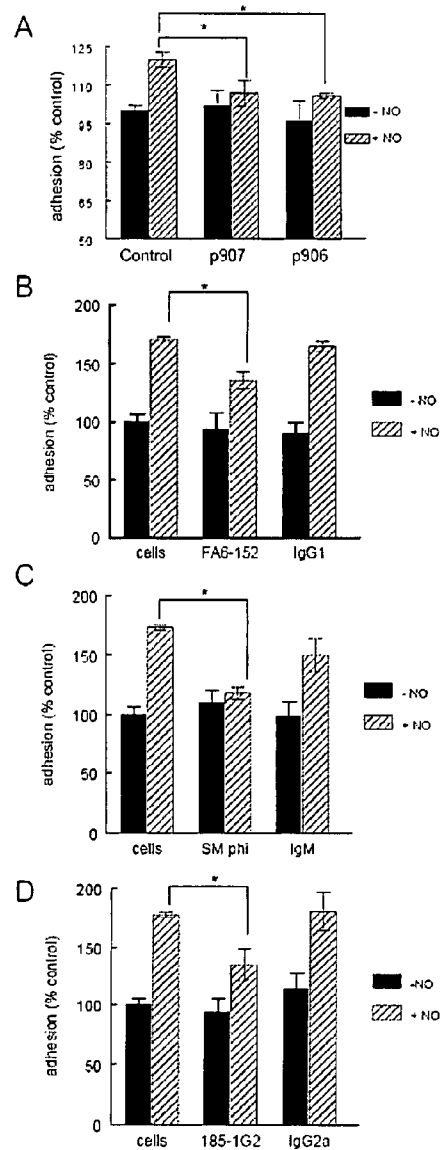 A
*
*
125
110
95
80
65
50
adhesion (% control)
- NO
+ NO
Control p907 p906
B
*
200
150
100
50
0
adhesion (% control)
- NO
+ NO
cells FA6-152 IgG1
C
*
200
150
100
50
0
adhesion (% control)
- NO
+ NO
cells SM phi IgM
D
*
200
150
100
50
0
adhesion (% control)
-NO
+ NO
cells 185-1G2 IgG2a